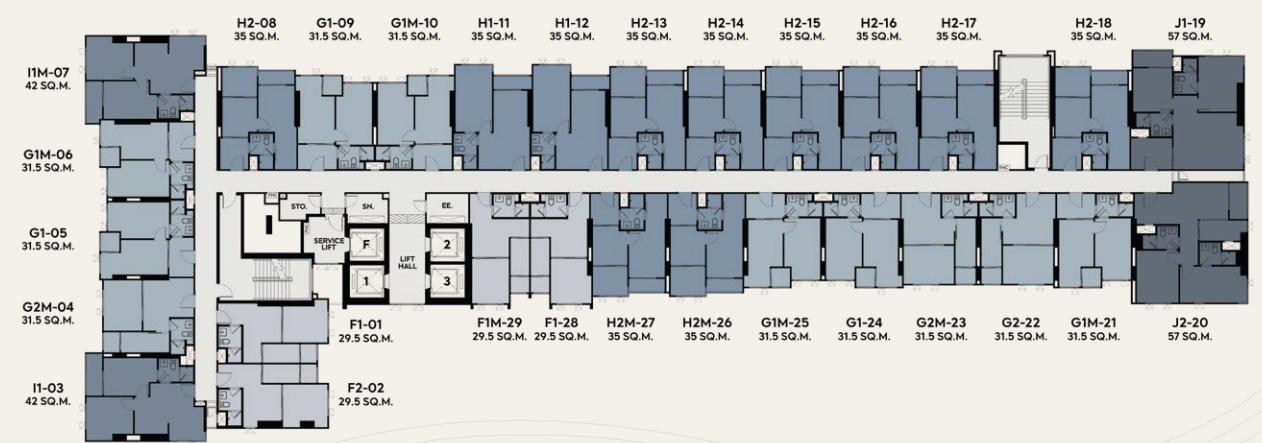 H2-08
35 SQ.M.
G1-09
31.5 SQ.M.
G1M-10
31.5 SQ.M.
H1-11
35 SQ.M.
H1-12
35 SQ.M.
H2-13
35 SQ.M.
H2-14
35 SQ.M.
H2-15
35 SQ.M.
H2-16
35 SQ.M.
H2-17
35 SQ.M.
H2-18
35 SQ.M.
J1-19
57 SQ.M.
I1M-07
42 SQ.M.
G1M-06
31.5 SQ.M.
G1-05
31.5 SQ.M.
G2M-04
31.5 SQ.M.
I1-03
42 SQ.M.
STO.
SN.
EE.
SERVICE
LIFT
F
1
LIFT
HALL
2
3
F1-01
29.5 SQ.M.
F2-02
29.5 SQ.M.
F1M-29
29.5 SQ.M.
F1-28
29.5 SQ.M.
H2M-27
35 SQ.M.
H2M-26
35 SQ.M.
G1M-25
31.5 SQ.M.
G1-24
31.5 SQ.M.
G2M-23
31.5 SQ.M.
G2-22
31.5 SQ.M.
G1M-21
31.5 SQ.M.
J2-20
57 SQ.M.